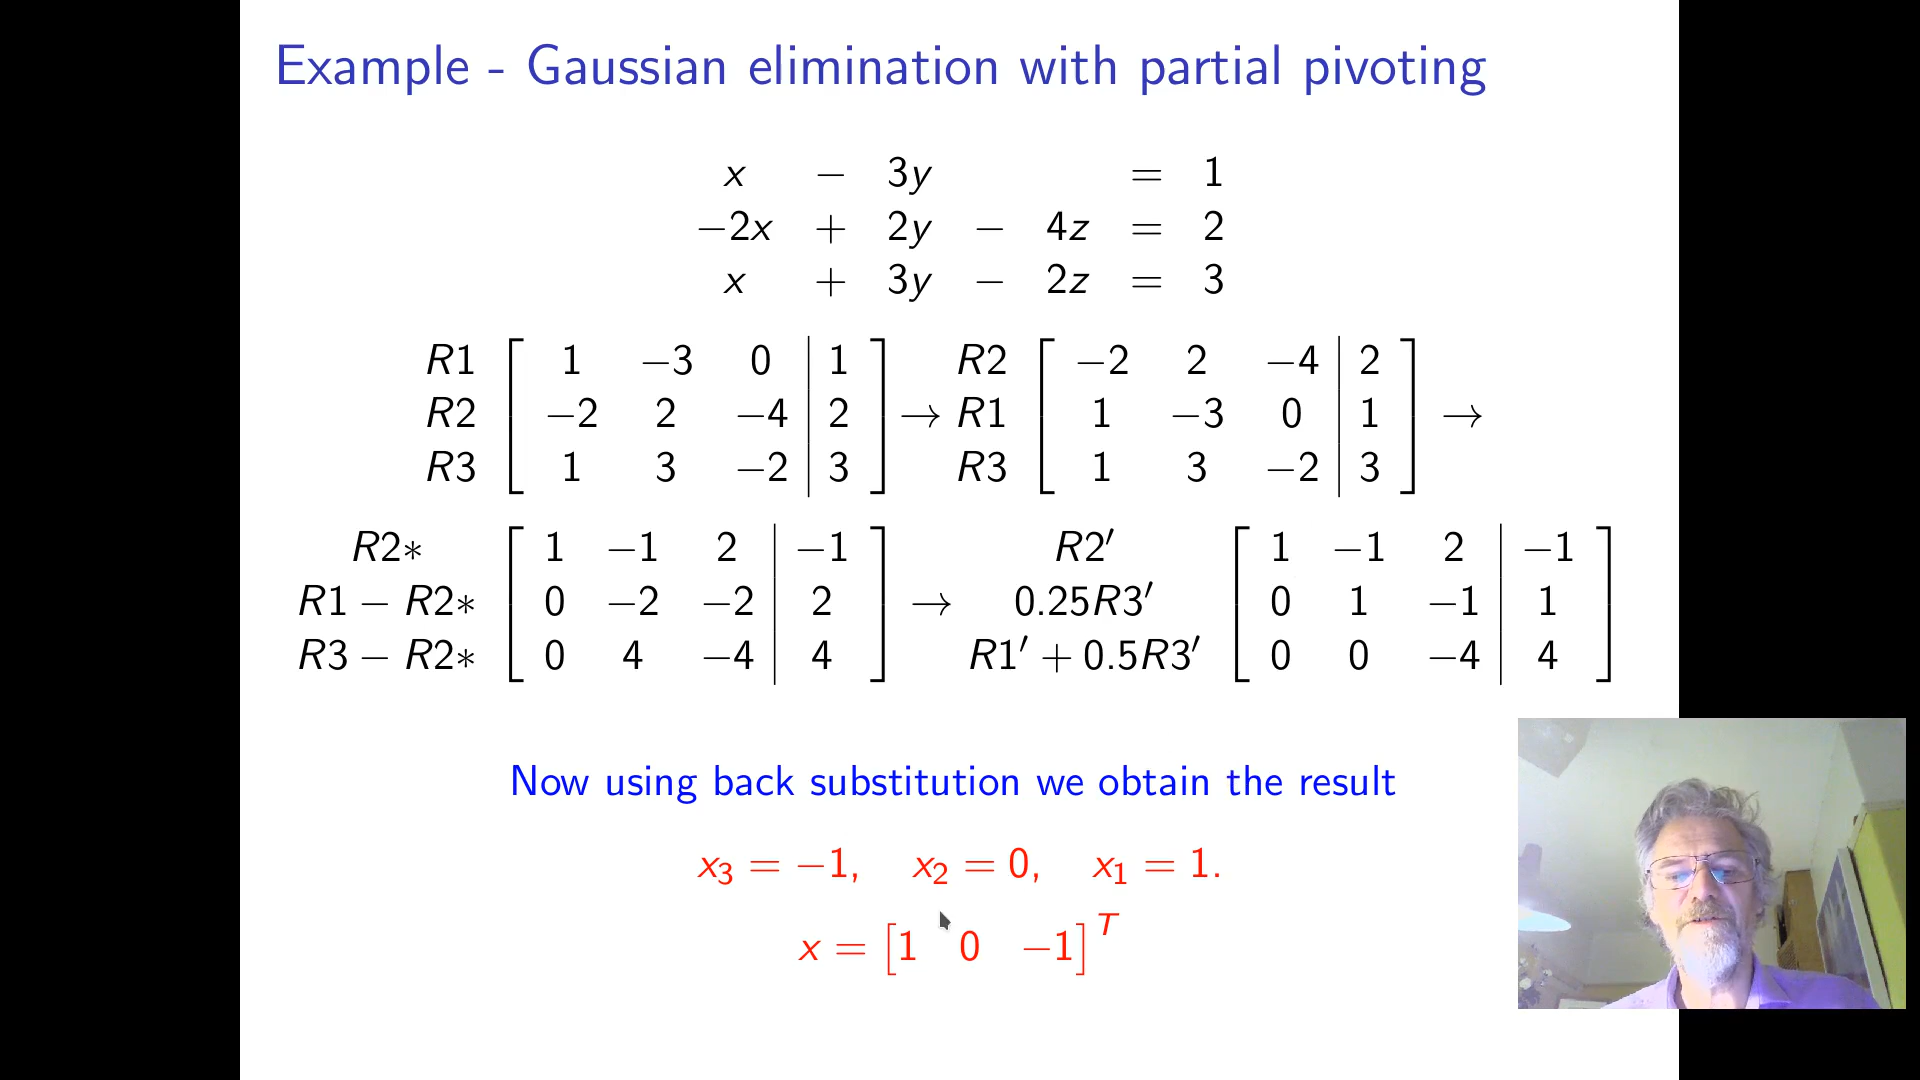 Example - Gaussian elimination with partial pivoting
x − 3y = 1
−2x + 2y − 4z = 2
x + 3y − 2z = 3
R1 [ 1 −3 0 | 1 ] R2 [ −2 2 −4 | 2 ]
R2 [ −2 2 −4 | 2 ] → R1 [ 1 −3 0 | 1 ] →
R3 [ 1 3 −2 | 3 ] R3 [ 1 3 −2 | 3 ]
R2∗ [ 1 −1 2 | −1 ] R2′ [ 1 −1 2 | −1 ]
R1 − R2∗ [ 0 −2 −2 | 2 ] → 0.25R3′ [ 0 1 −1 | 1 ]
R3 − R2∗ [ 0 4 −4 | 4 ] R1′ + 0.5R3′ [ 0 0 −4 | 4 ]
Now using back substitution we obtain the result
x₃ = −1, x₂ = 0, x₁ = 1.
x = [1 0 −1]ᵀ